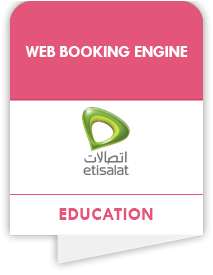 WEB BOOKING ENGINE
اتصالات
etisalat
EDUCATION